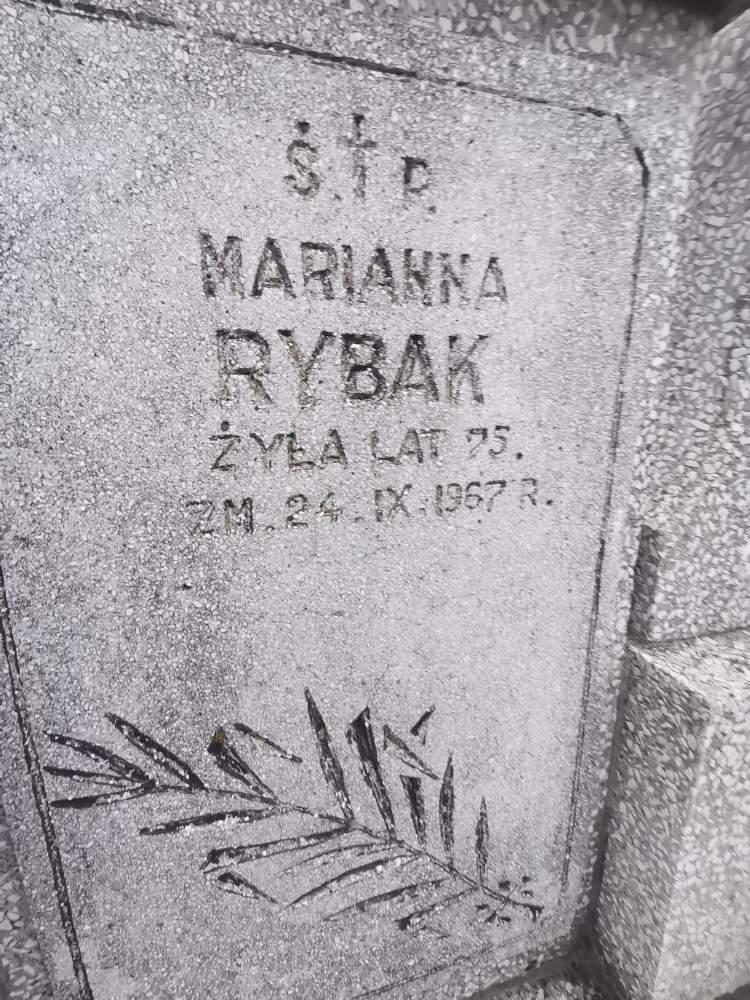 Ś. † P.
MARIANNA
RYBAK
ŻYŁA LAT 75.
ZM. 24. IX. 1967 R.